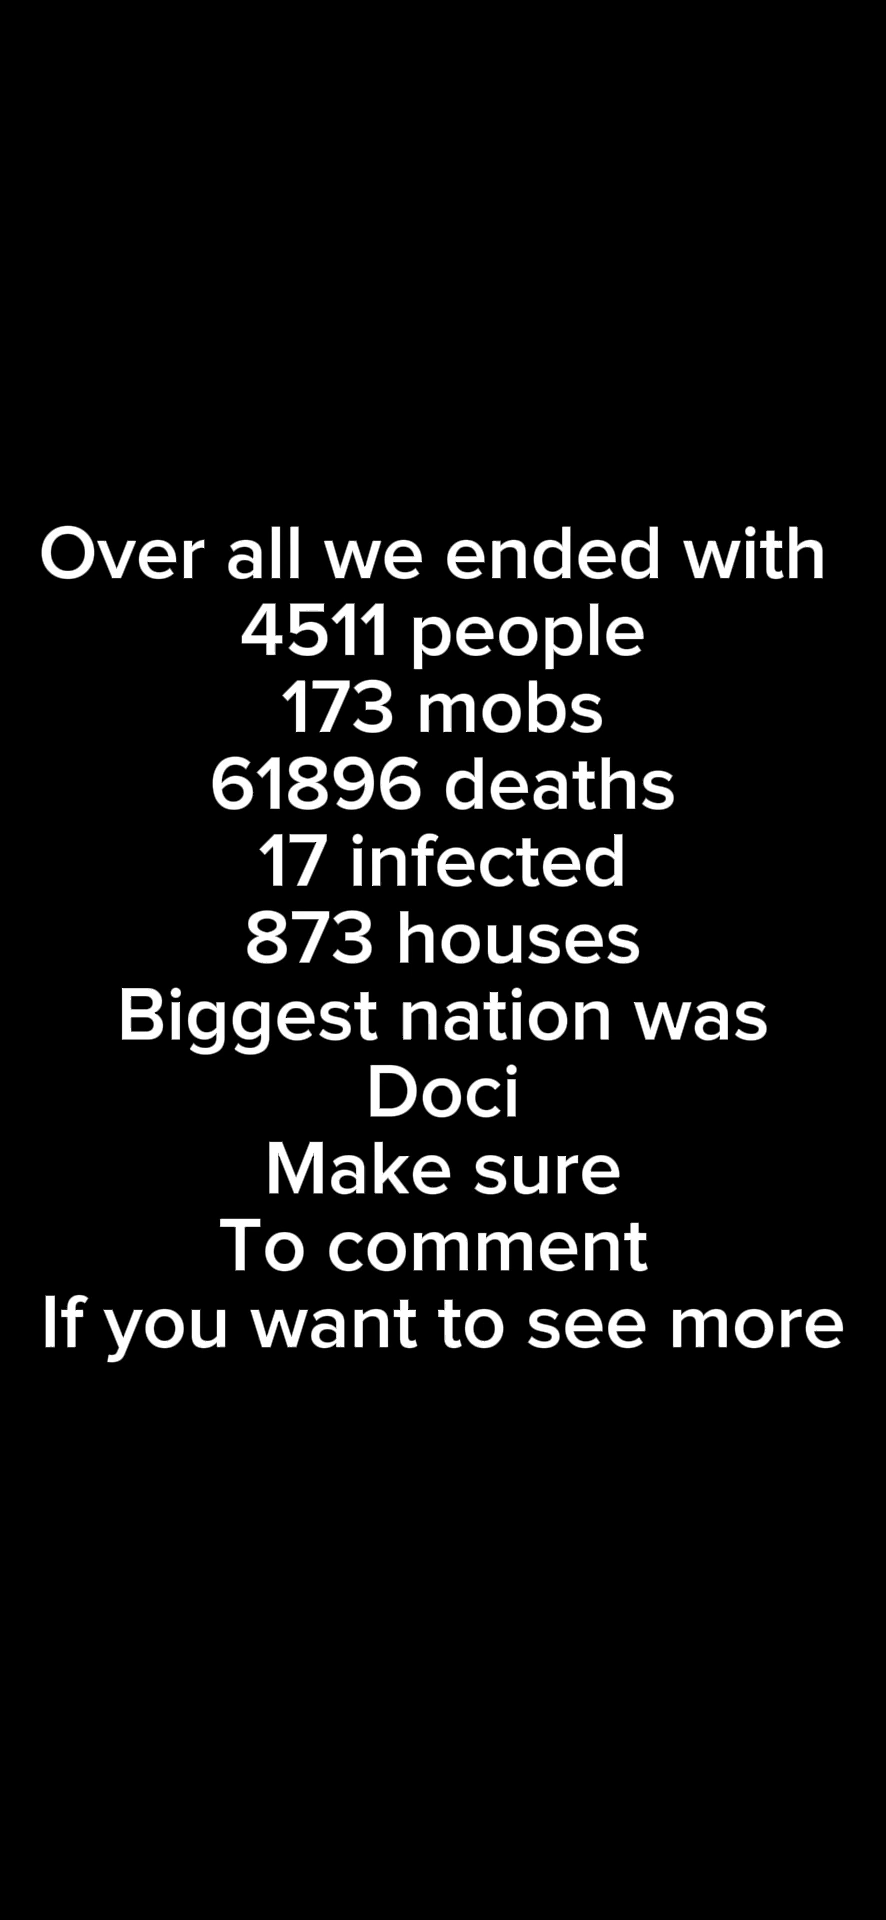 Over all we ended with
4511 people
173 mobs
61896 deaths
17 infected
873 houses
Biggest nation was
Doci
Make sure
To comment
If you want to see more